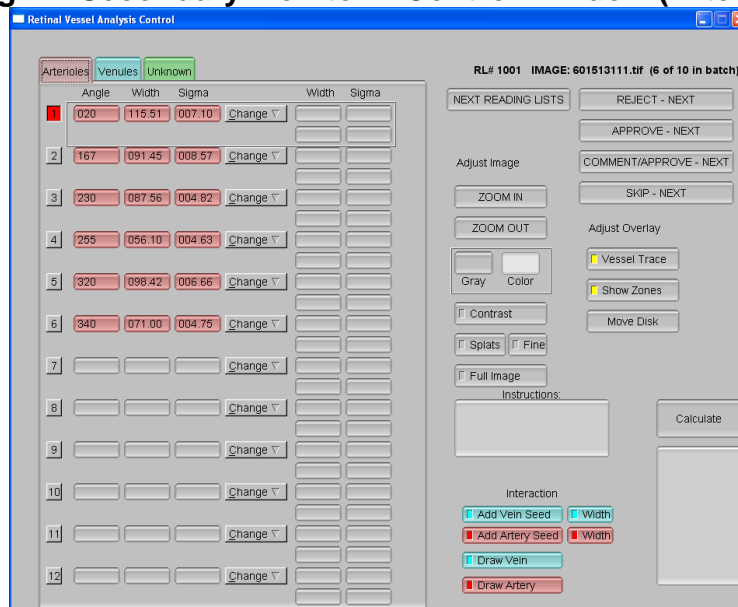 Retinal Vessel Analysis Control
RL# 1001 IMAGE: 601513111.tif (6 of 10 in batch)
Arterioles Venules Unknown
Angle Width Sigma Width Sigma
1 020 115.51 007.10 Change
2 167 091.45 008.57 Change
3 230 087.56 004.82 Change
4 255 056.10 004.63 Change
5 320 098.42 006.66 Change
6 340 071.00 004.75 Change
7 Change
8 Change
9 Change
10 Change
11 Change
12 Change
NEXT READING LISTS
REJECT - NEXT
APPROVE - NEXT
COMMENT/APPROVE - NEXT
SKIP - NEXT
Adjust Image
ZOOM IN
ZOOM OUT
Gray Color
Contrast
Splats Fine
Full Image
Adjust Overlay
Vessel Trace
Show Zones
Move Disk
Instructions:
Calculate
Interaction
Add Vein Seed Width
Add Artery Seed Width
Draw Vein
Draw Artery